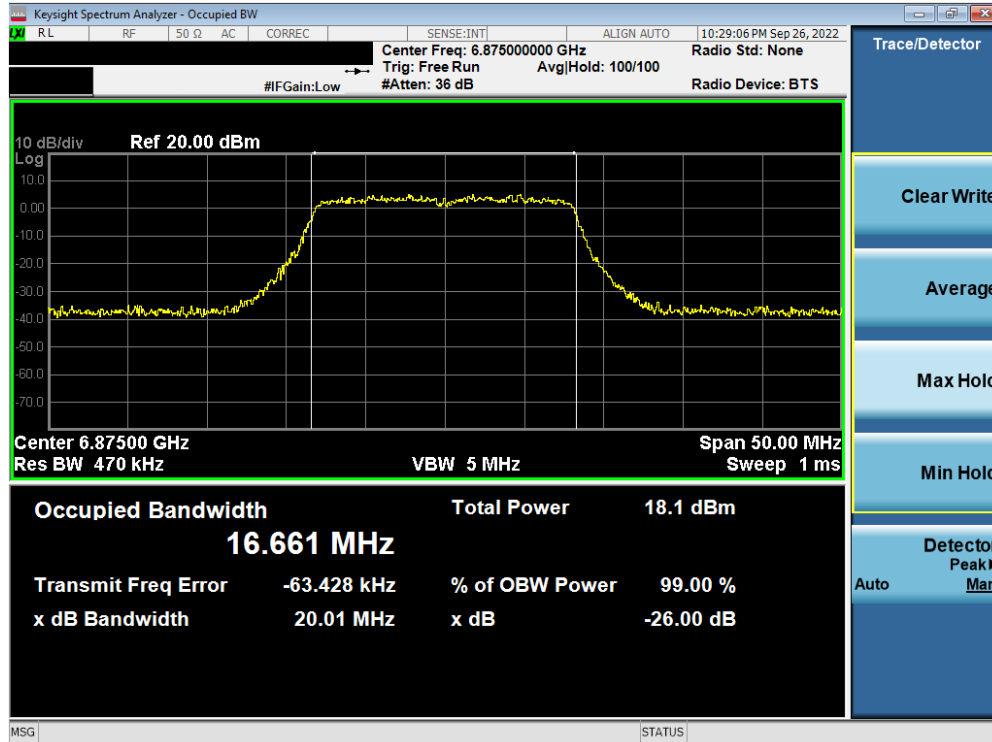 Keysight Spectrum Analyzer - Occupied BW
LXI RL RF 50 Ω AC CORREC SENSE:INT ALIGN AUTO 10:29:06 PM Sep 26, 2022
Center Freq: 6.875000000 GHz Radio Std: None
Trig: Free Run Avg|Hold: 100/100
#IFGain:Low #Atten: 36 dB Radio Device: BTS
10 dB/div Ref 20.00 dBm
Log
10.0
0.00
-10.0
-20.0
-30.0
-40.0
-50.0
-60.0
-70.0
Center 6.87500 GHz Span 50.00 MHz
Res BW 470 kHz VBW 5 MHz Sweep 1 ms
Occupied Bandwidth Total Power 18.1 dBm
16.661 MHz
Transmit Freq Error -63.428 kHz % of OBW Power 99.00 %
x dB Bandwidth 20.01 MHz x dB -26.00 dB
MSG STATUS
Trace/Detector
Clear Write
Average
Max Hold
Min Hold
Detector
Peak
Auto Man